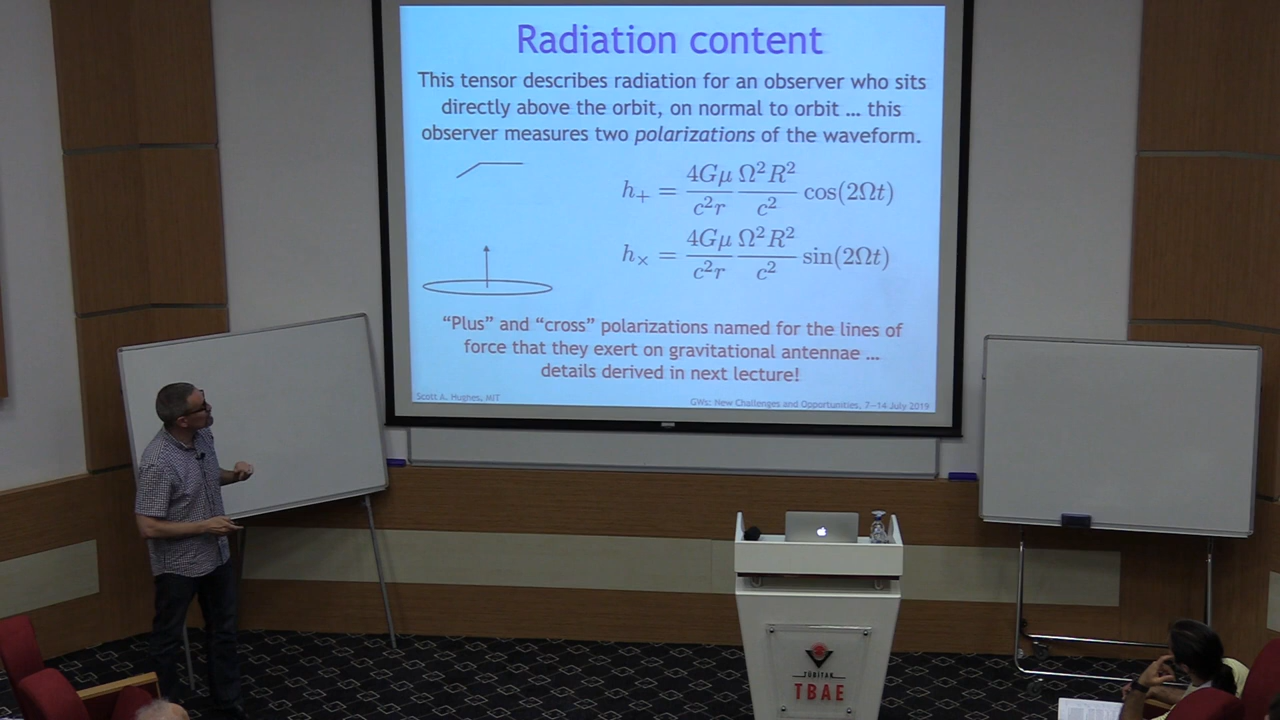 Radiation content
This tensor describes radiation for an observer who sits
directly above the orbit, on normal to orbit … this
observer measures two polarizations of the waveform.
h₊ = 4Gμ/c²r Ω²R²/c² cos(2Ωt)
h× = 4Gμ/c²r Ω²R²/c² sin(2Ωt)
“Plus” and “cross” polarizations named for the lines of
force that they exert on gravitational antennae …
details derived in next lecture!
Scott A. Hughes, MIT
GWs: New Challenges and Opportunities, 7—14 July 2019
TÜBİTAK
TBAE